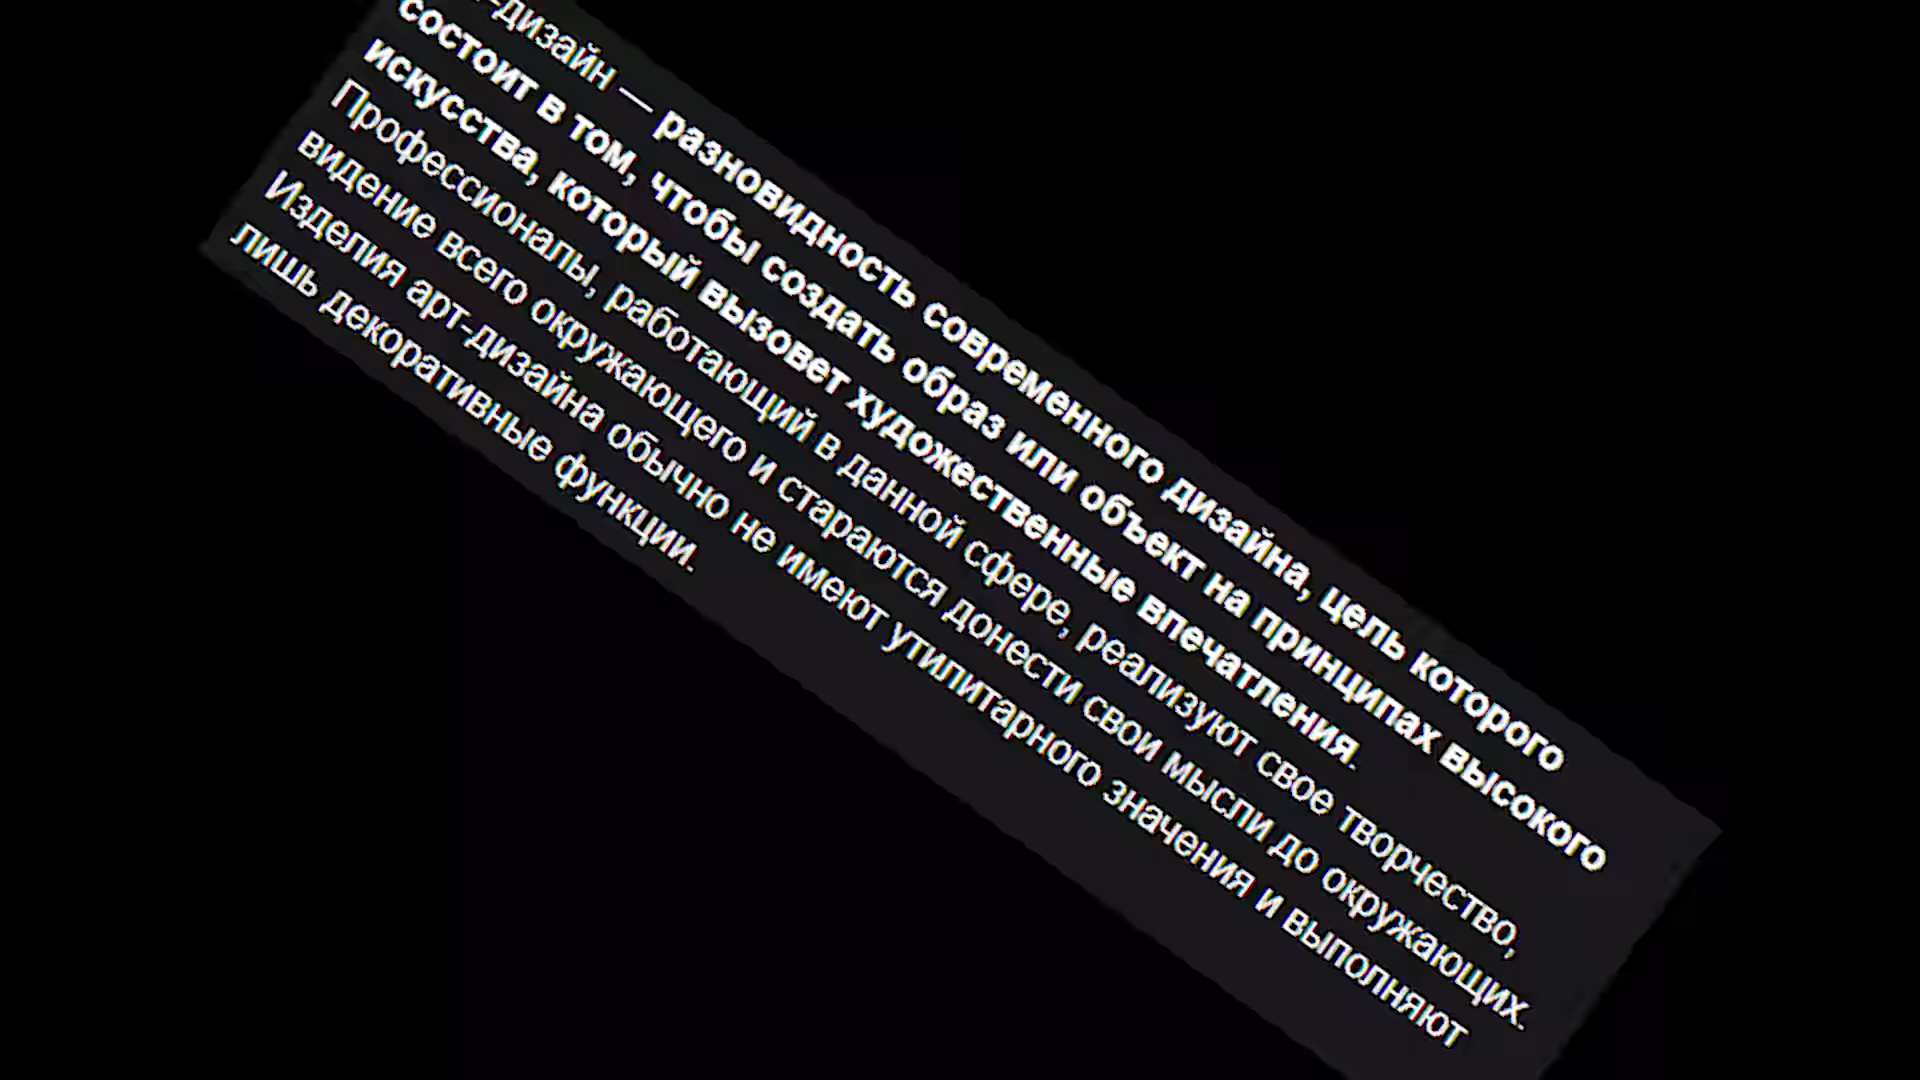 -дизайн — разновидность современного дизайна, цель которого
состоит в том, чтобы создать образ или объект на принципах высокого
искусства, который вызовет художественные впечатления.
Профессионалы, работающий в данной сфере, реализуют свое творчество,
видение всего окружающего и стараются донести свои мысли до окружающих.
Изделия арт-дизайна обычно не имеют утилитарного значения и выполняют
лишь декоративные функции.